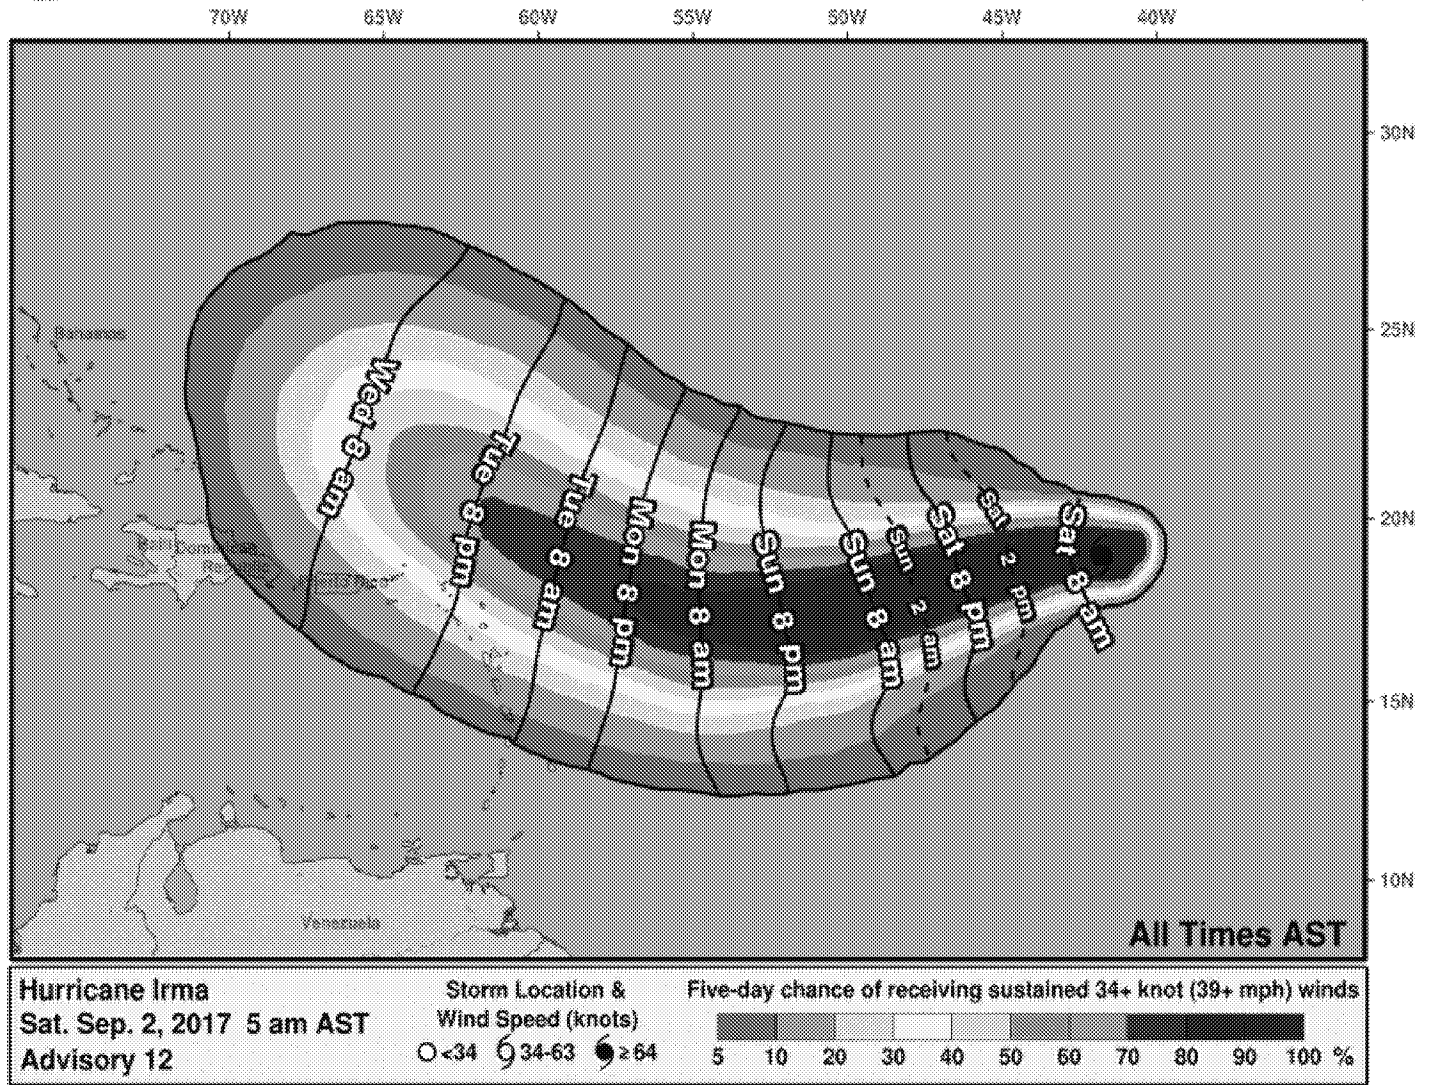 70W 65W 60W 55W 50W 45W 40W
30N
25N
20N
15N
10N
Bahamas
Haiti
Dominican
Republic
Venezuela
Wed 8 am
Tue 8 pm
Tue 8 am
Mon 8 pm
Mon 8 am
Sun 8 pm
Sun 8 am
Sun 2 am
Sat 8 pm
Sat 2 pm
Sat 8 am
All Times AST
Hurricane Irma
Sat. Sep. 2, 2017 5 am AST
Advisory 12
Storm Location &
Wind Speed (knots)
<34 34-63 ≥64
Five-day chance of receiving sustained 34+ knot (39+ mph) winds
5 10 20 30 40 50 60 70 80 90 100 %